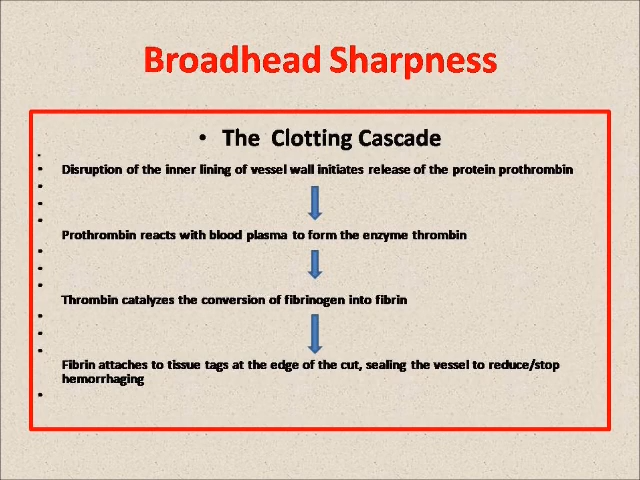 Broadhead Sharpness
• The Clotting Cascade
• Disruption of the inner lining of vessel wall initiates release of the protein prothrombin
Prothrombin reacts with blood plasma to form the enzyme thrombin
Thrombin catalyzes the conversion of fibrinogen into fibrin
Fibrin attaches to tissue tags at the edge of the cut, sealing the vessel to reduce/stop
hemorrhaging